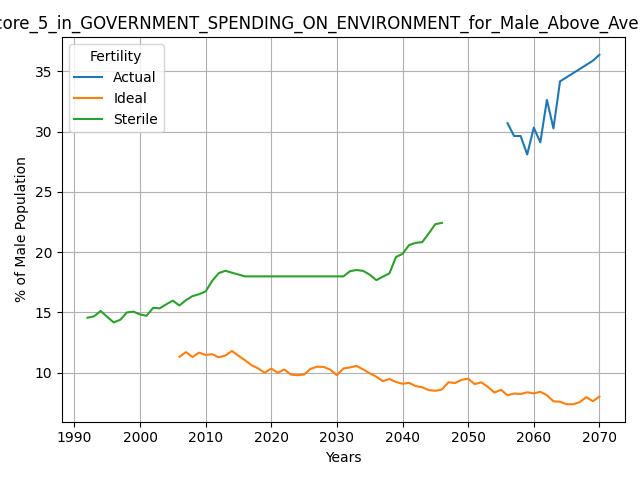 core_5_in_GOVERNMENT_SPENDING_ON_ENVIRONMENT_for_Male_Above_Ave
Fertility
Actual
Ideal
Sterile
% of Male Population
35
30
25
20
15
10
1990 2000 2010 2020 2030 2040 2050 2060 2070
Years